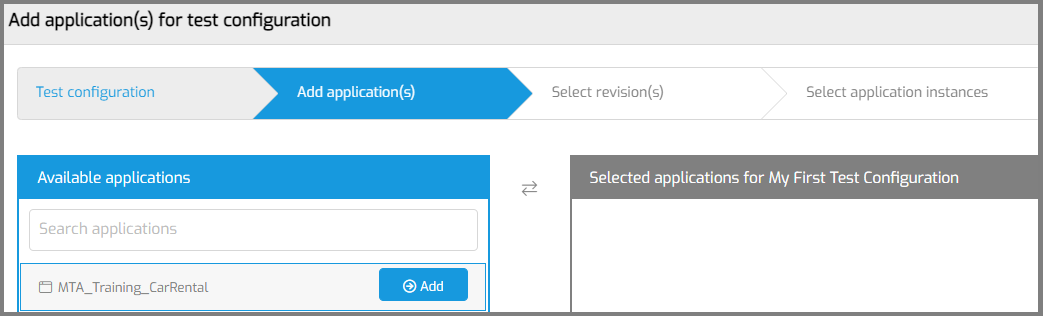 Add application(s) for test configuration
Test configuration
Add application(s)
Select revision(s)
Select application instances
Available applications
Selected applications for My First Test Configuration
Search applications
MTA_Training_CarRental
Add